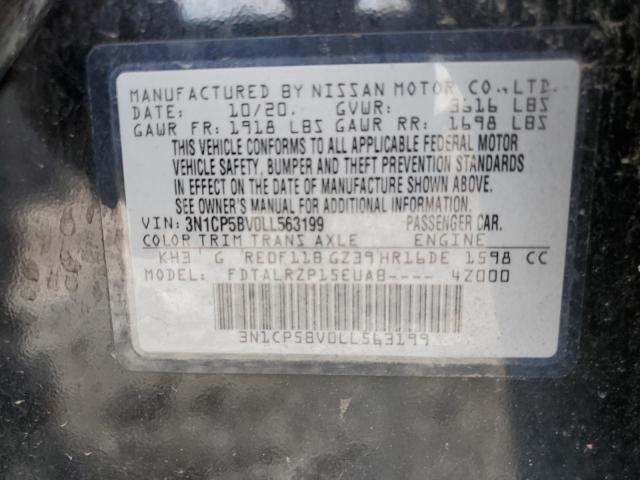 MANUFACTURED BY NISSAN MOTOR CO.,LTD.
DATE: 10/20. GVWR: 3616 LBS
GAWR FR: 1918 LBS GAWR RR: 1698 LBS
THIS VEHICLE CONFORMS TO ALL APPLICABLE FEDERAL MOTOR
VEHICLE SAFETY, BUMPER AND THEFT PREVENTION STANDARDS
IN EFFECT ON THE DATE OF MANUFACTURE SHOWN ABOVE.
SEE OWNER'S MANUAL FOR ADDITIONAL INFORMATION.
VIN: 3N1CP5BV0LL563199 PASSENGER CAR.
COLOR TRIM TRANS AXLE ENGINE
KH3 G RE0F11B GZ39 HR16DE 1598 CC
MODEL: FDTALRZP15EUAB---- 4Z000
3N1CP5BV0LL563199